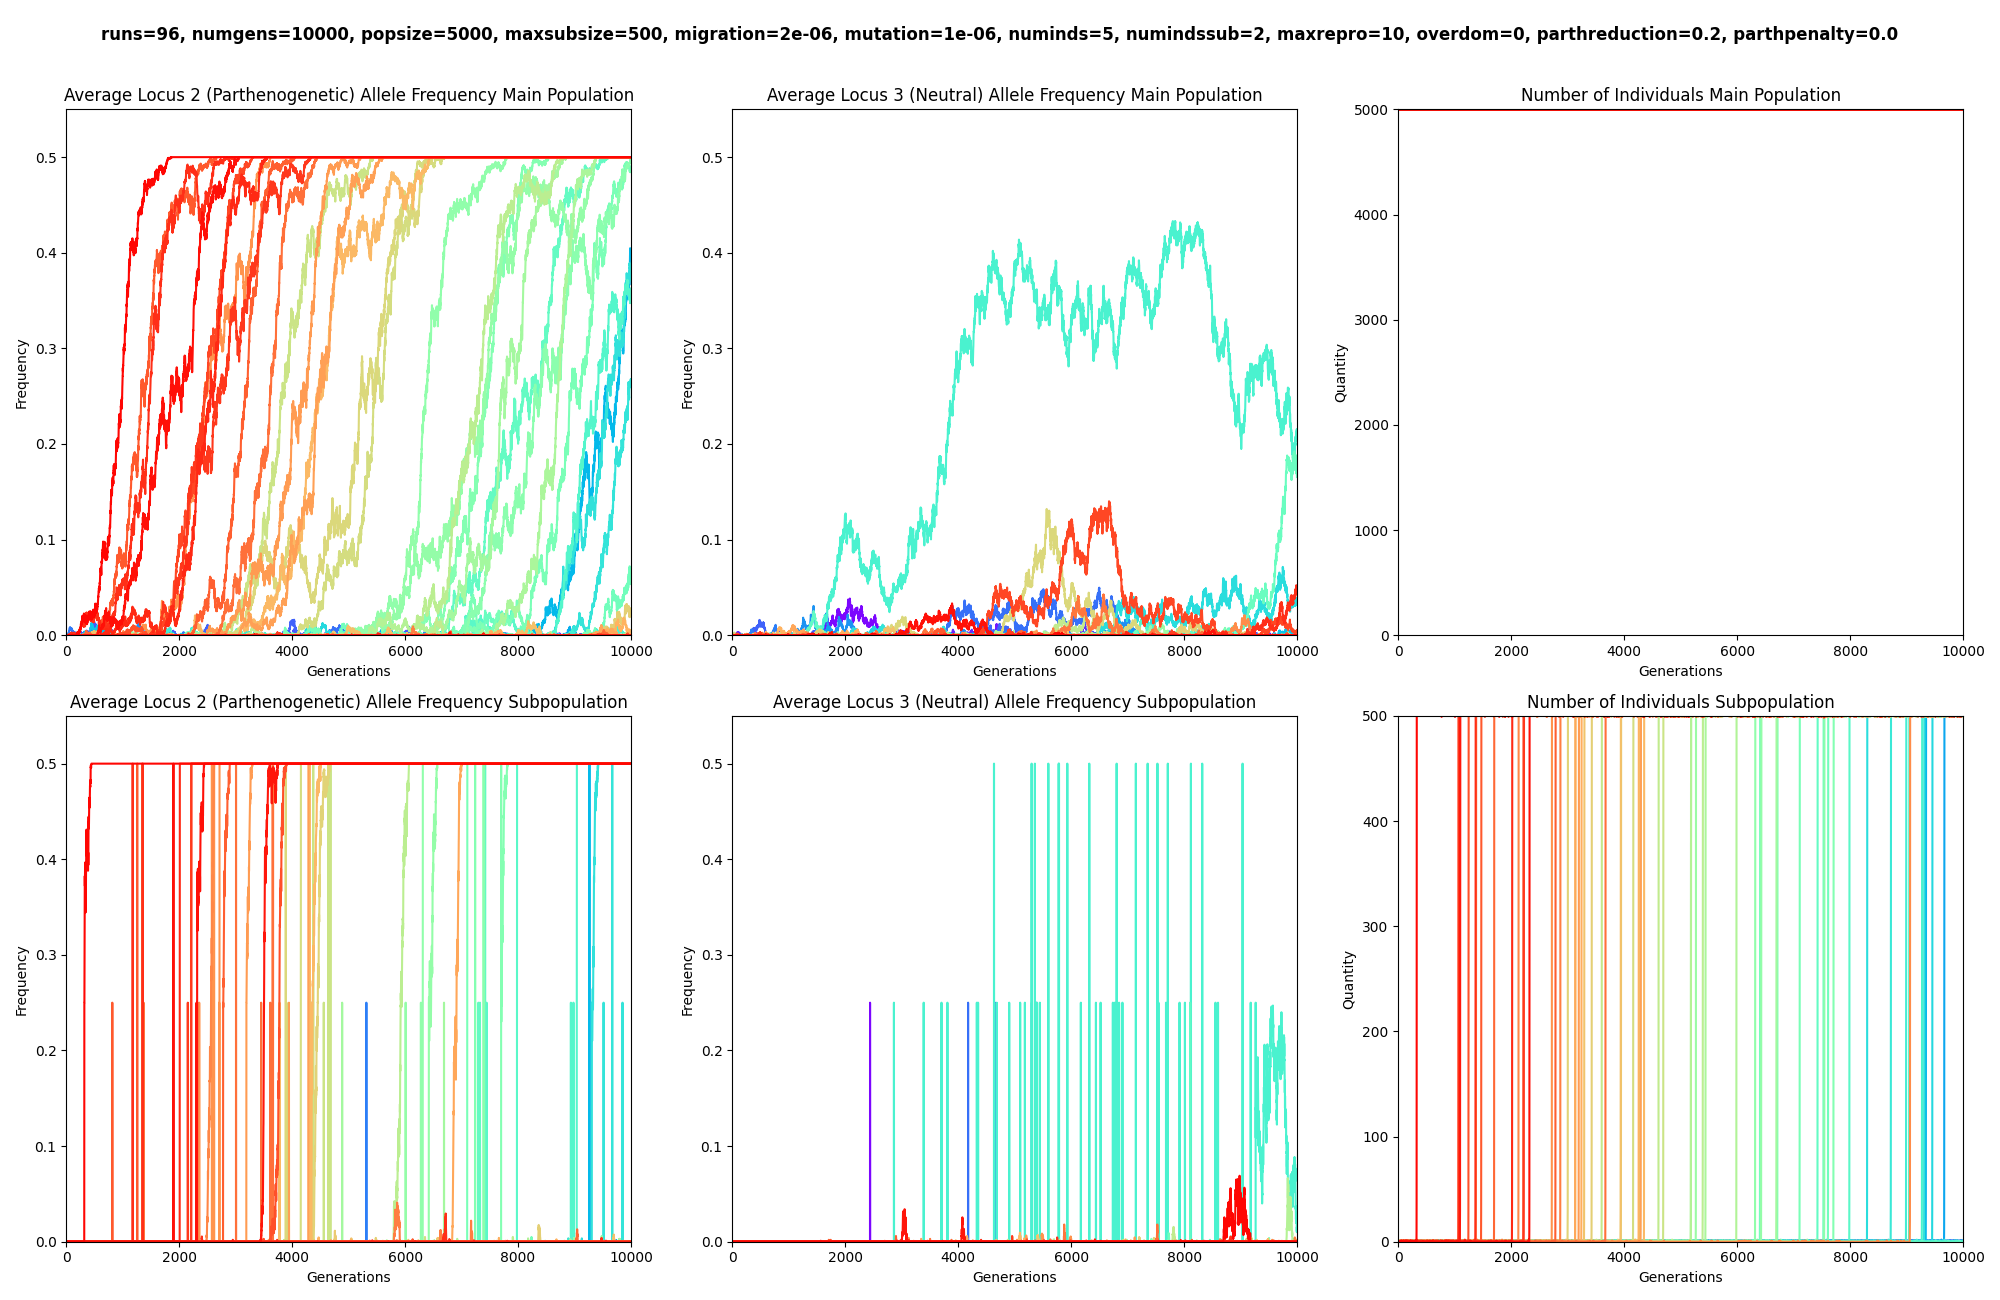 runs=96, numgens=10000, popsize=5000, maxsubsize=500, migration=2e-06, mutation=1e-06, numinds=5, numindssub=2, maxrepro=10, overdom=0, parthreduction=0.2, parthpenalty=0.0
Average Locus 2 (Parthenogenetic) Allele Frequency Main Population
0.5
0.4
0.3
0.2
0.1
0.0
Frequency
0 2000 4000 6000 8000 10000
Generations
Average Locus 3 (Neutral) Allele Frequency Main Population
0.5
0.4
0.3
0.2
0.1
0.0
Frequency
0 2000 4000 6000 8000 10000
Generations
Number of Individuals Main Population
5000
4000
3000
2000
1000
0
Quantity
0 2000 4000 6000 8000 10000
Generations
Average Locus 2 (Parthenogenetic) Allele Frequency Subpopulation
0.5
0.4
0.3
0.2
0.1
0.0
Frequency
0 2000 4000 6000 8000 10000
Generations
Average Locus 3 (Neutral) Allele Frequency Subpopulation
0.5
0.4
0.3
0.2
0.1
0.0
Frequency
0 2000 4000 6000 8000 10000
Generations
Number of Individuals Subpopulation
500
400
300
200
100
0
Quantity
0 2000 4000 6000 8000 10000
Generations